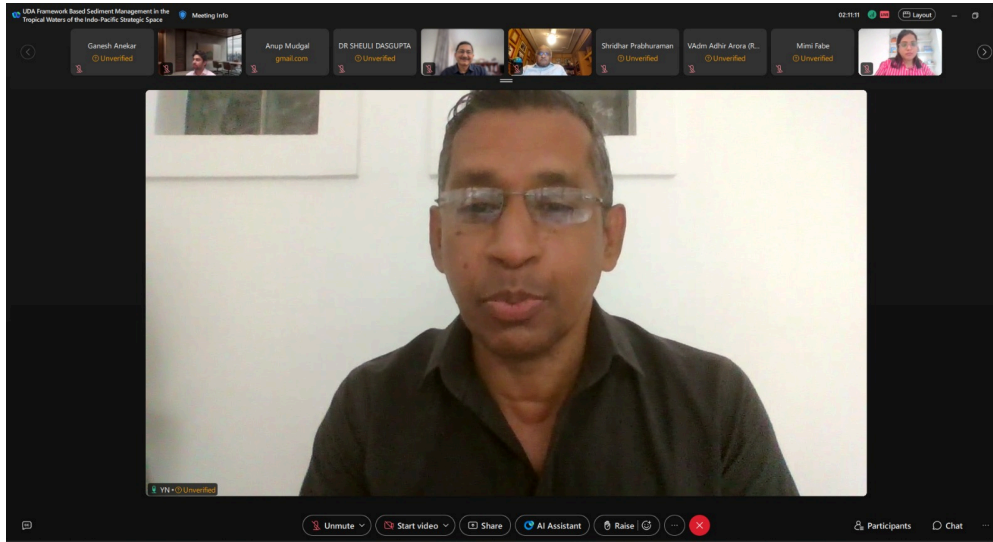 UDA Framework Based Sediment Management in the
Tropical Waters of the Indo-Pacific Strategic Space
Meeting Info
02:11:11
LIVE
Layout
Ganesh Anekar
Unverified
Anup Mudgal
gmail.com
DR SHEULI DASGUPTA
Unverified
Shridhar Prabhuraman
Unverified
VAdm Adhir Arora (R...
Unverified
Mimi Fabe
Unverified
YN • Unverified
Unmute
Start video
Share
AI Assistant
Raise
Participants
Chat